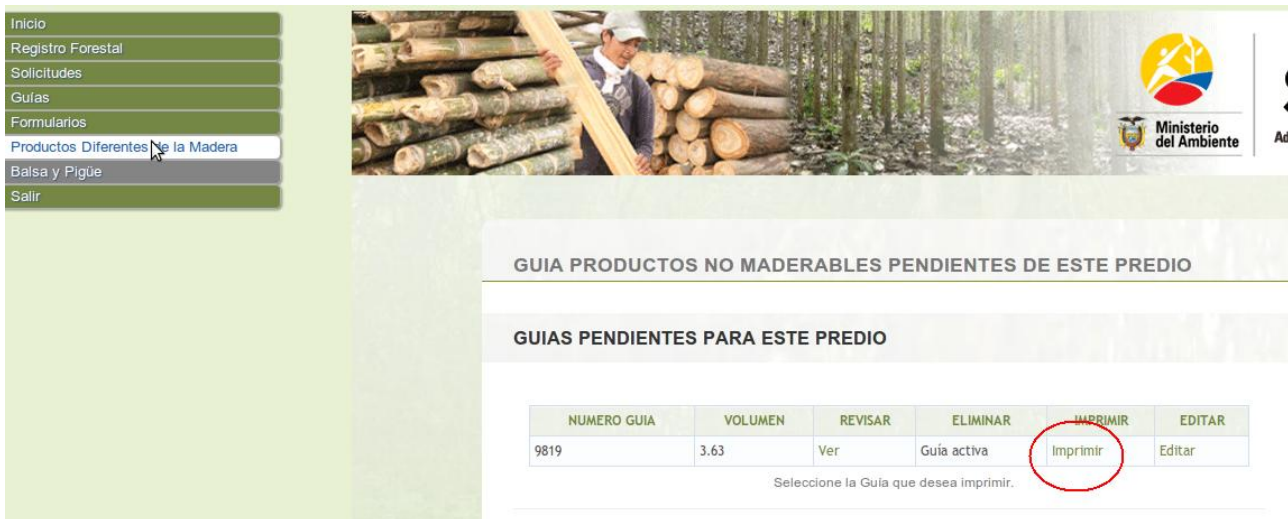 Inicio
Registro Forestal
Solicitudes
Guías
Formularios
Productos Diferentes de la Madera
Balsa y Pigüe
Salir
Ministerio
del Ambiente
GUIA PRODUCTOS NO MADERABLES PENDIENTES DE ESTE PREDIO
GUIAS PENDIENTES PARA ESTE PREDIO
NUMERO GUIA VOLUMEN REVISAR ELIMINAR IMPRIMIR EDITAR
9819 3.63 Ver Guía activa Imprimir Editar
Seleccione la Guía que desea imprimir.